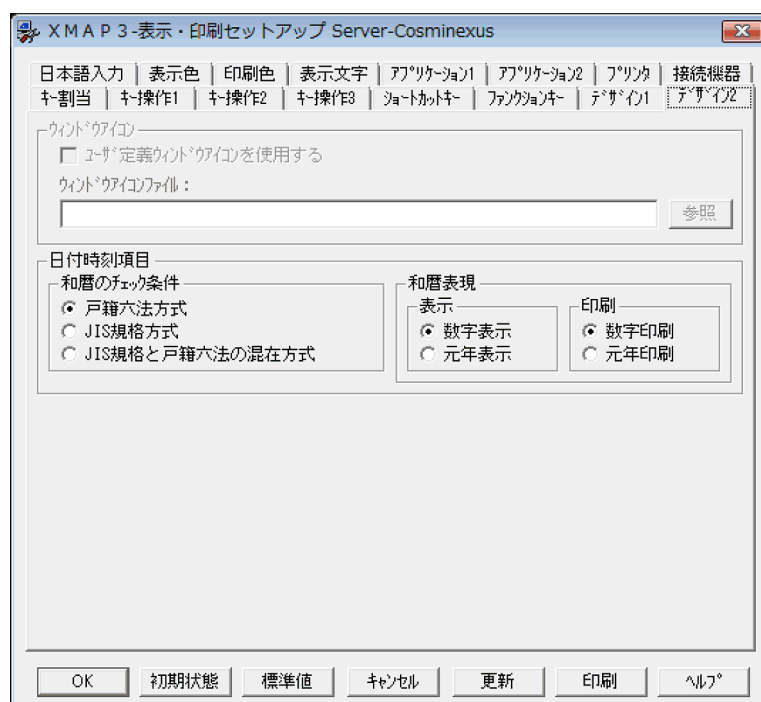 XMAP3-表示・印刷セットアップ Server-Cosminexus
日本語入力 表示色 印刷色 表示文字 ｱﾌﾟﾘｹｰｼｮﾝ1 ｱﾌﾟﾘｹｰｼｮﾝ2 ﾌﾟﾘﾝﾀ 接続機器
ｷｰ割当 ｷｰ操作1 ｷｰ操作2 ｷｰ操作3 ｼｮｰﾄｶｯﾄｷｰ ﾌｧﾝｸｼｮﾝｷｰ ﾃﾞｻﾞｲﾝ1 ﾃﾞｻﾞｲﾝ2
ｳｨﾝﾄﾞｳｱｲｺﾝ
ﾕｰｻﾞ定義ｳｨﾝﾄﾞｳｱｲｺﾝを使用する
ｳｨﾝﾄﾞｳｱｲｺﾝﾌｧｲﾙ：
参照
日付時刻項目
和暦のﾁｪｯｸ条件
戸籍六法方式
JIS規格方式
JIS規格と戸籍六法の混在方式
和暦表現
表示
数字表示
元年表示
印刷
数字印刷
元年印刷
OK 初期状態 標準値 ｷｬﾝｾﾙ 更新 印刷 ﾍﾙﾌﾟ